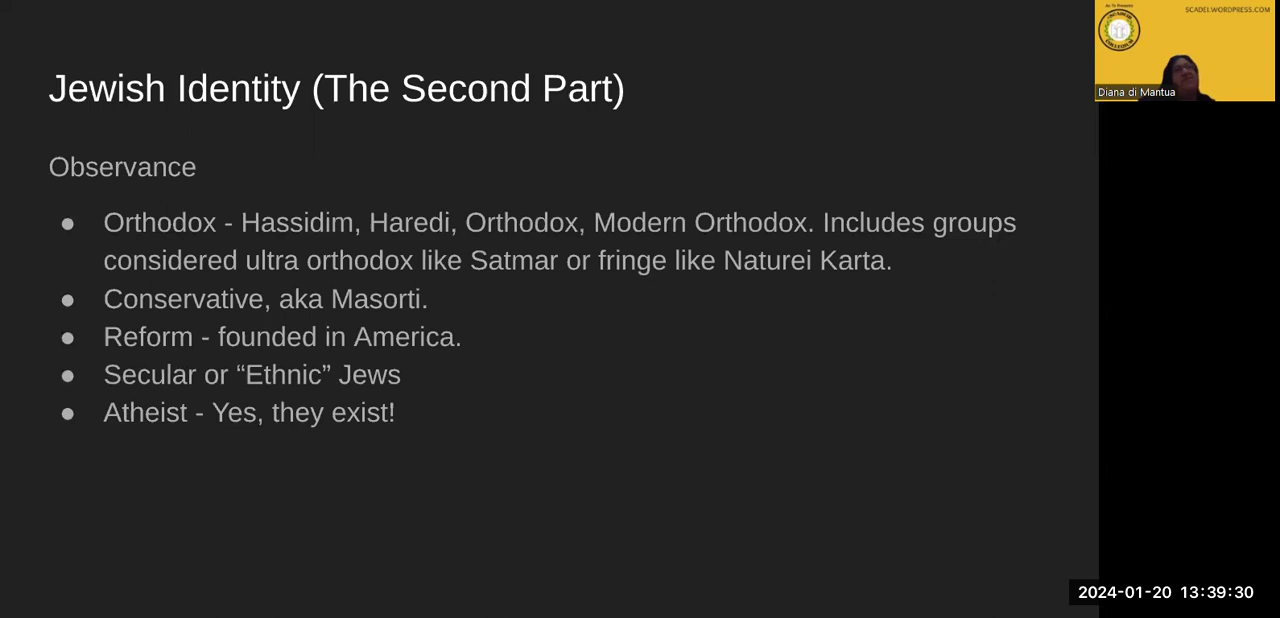 Jewish Identity (The Second Part)
Observance
● Orthodox - Hassidim, Haredi, Orthodox, Modern Orthodox. Includes groups
considered ultra orthodox like Satmar or fringe like Naturei Karta.
● Conservative, aka Masorti.
● Reform - founded in America.
● Secular or “Ethnic” Jews
● Atheist - Yes, they exist!
SCADEI.WORDPRESS.COM
Diana di Mantua
2024-01-20 13:39:30